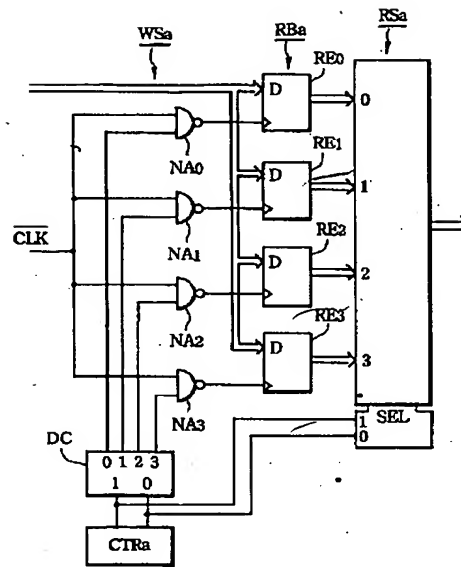 RSa
WSa
RBa
RE0
D
0
NA0
RE1
D
1
NA1
CLK
RE2
D
2
NA2
RE3
D
3
NA3
DC
0 1 2 3
1 0
SEL
1
0
CTRa